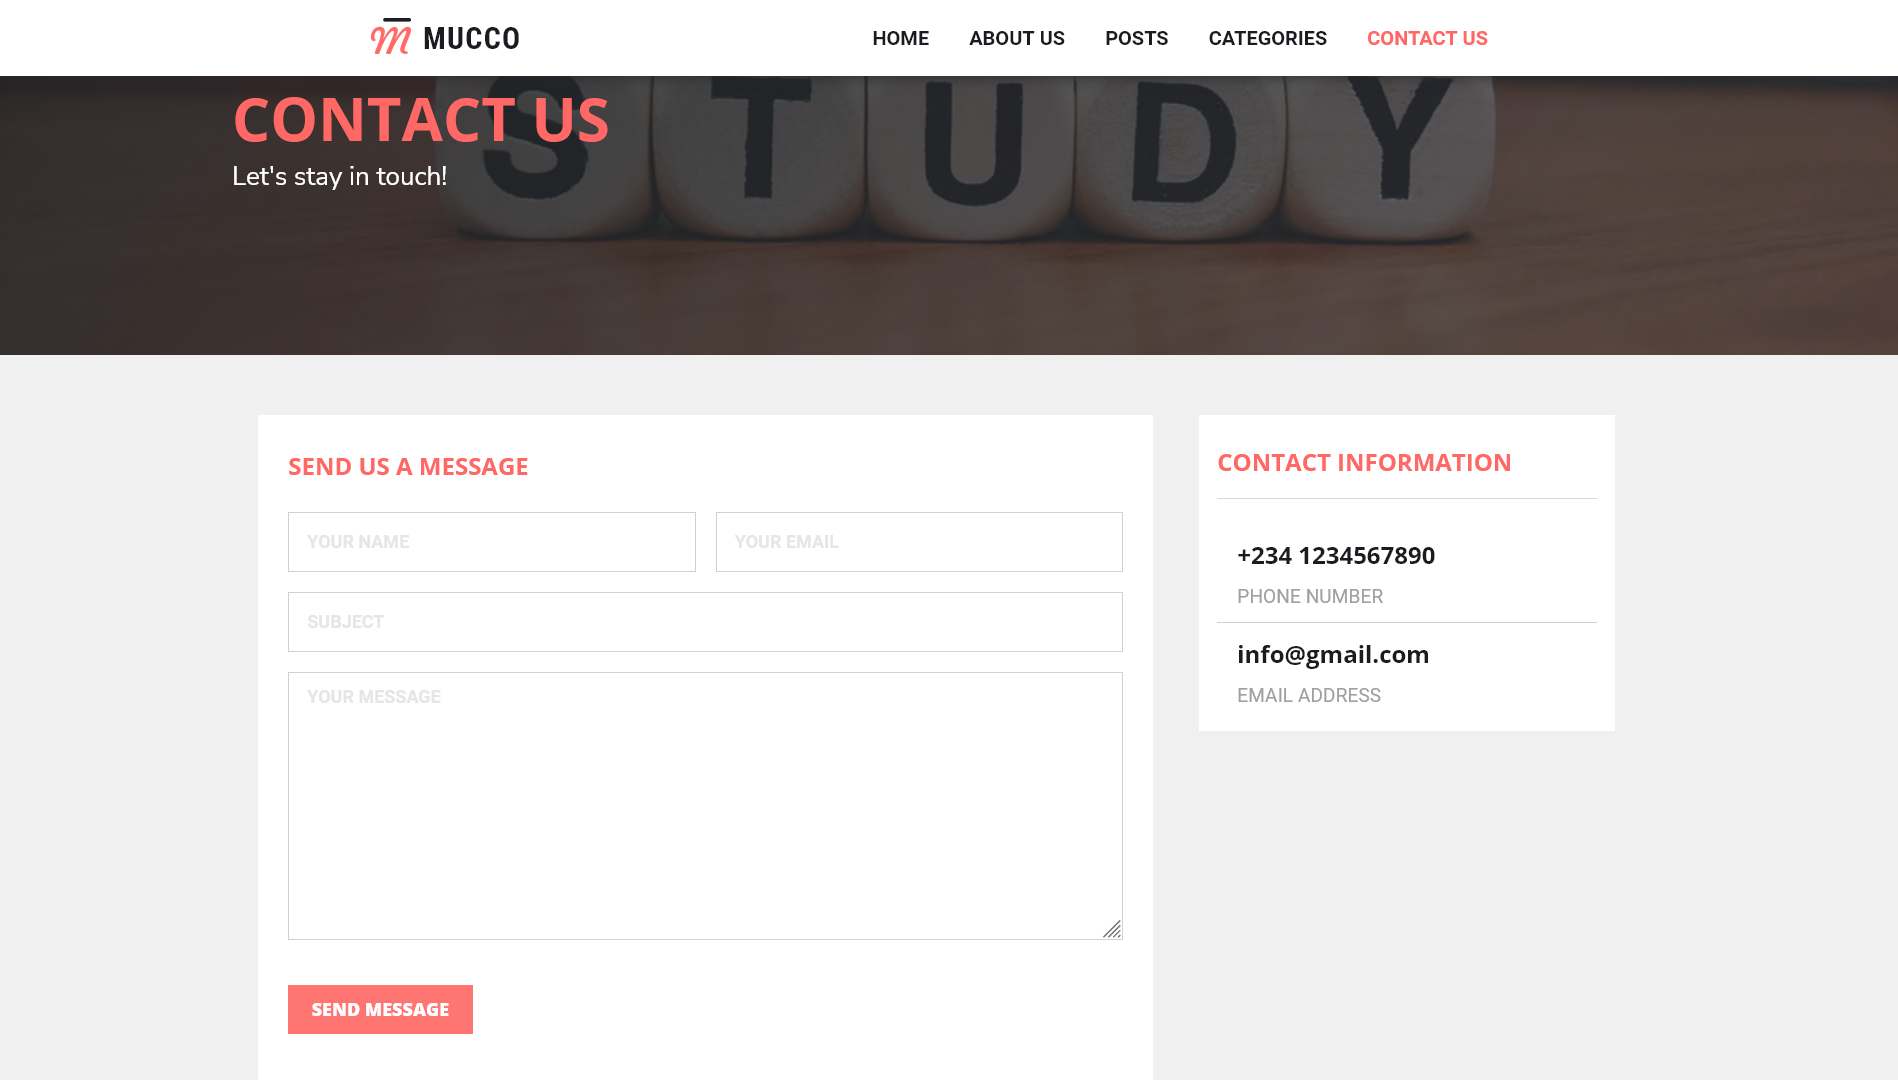 m MUCCO
HOME ABOUT US POSTS CATEGORIES CONTACT US
STUDY
CONTACT US
Let's stay in touch!
SEND US A MESSAGE
YOUR NAME
YOUR EMAIL
SUBJECT
YOUR MESSAGE
SEND MESSAGE
CONTACT INFORMATION
+234 1234567890
PHONE NUMBER
info@gmail.com
EMAIL ADDRESS